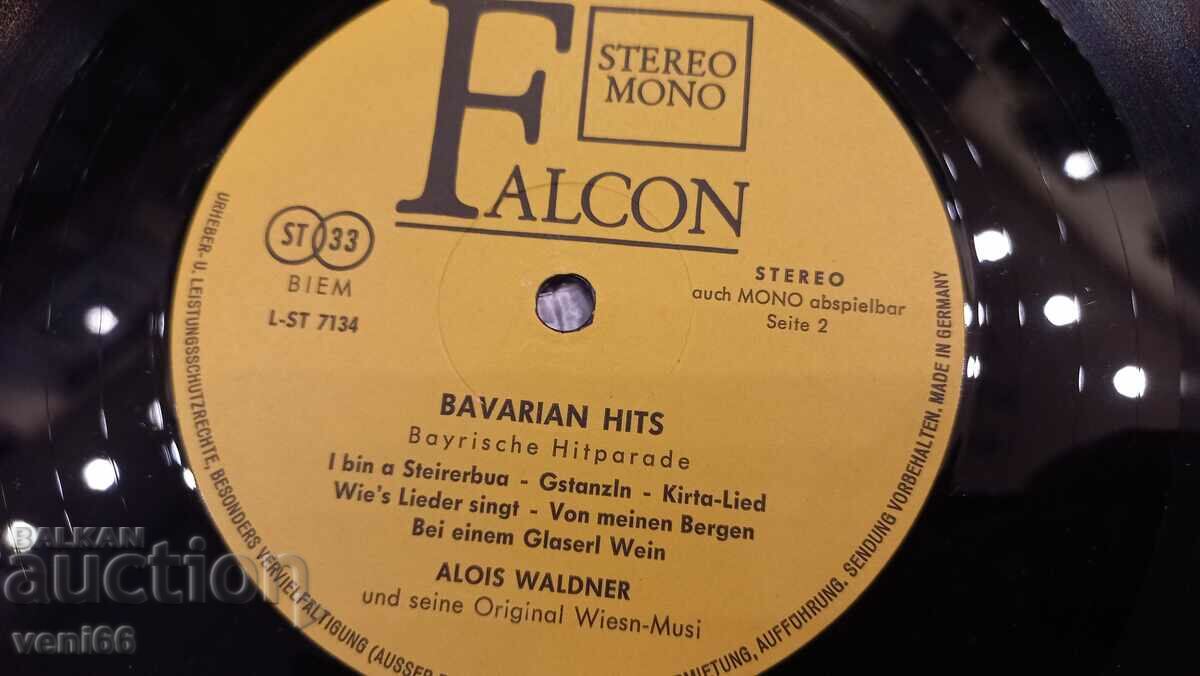 FALCON
STEREO
MONO
ST 33
BIEM
L-ST 7134
STEREO
auch MONO abspielbar
Seite 2
BAVARIAN HITS
Bayrische Hitparade
I bin a Steirerbua - Gstanzln - Kirta-Lied
Wie's Lieder singt - Von meinen Bergen
Bei einem Glaserl Wein
ALOIS WALDNER
und seine Original Wiesn-Musi
URHEBER- U. LEISTUNGSSCHUTZRECHTE, BESONDERS VERVIELFÄLTIGUNG (AUSSER
AUFFÜHRUNG, SENDUNG VORBEHALTEN. MADE IN GERMANY
BALKAN
auction
veni66